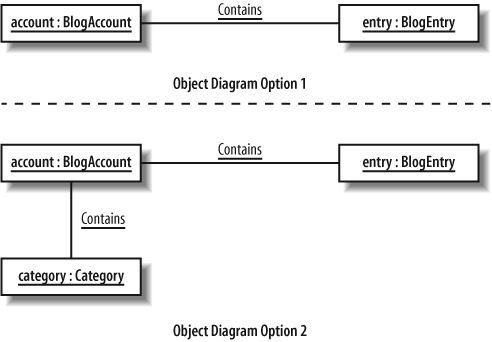 Contains
account : BlogAccount
entry : BlogEntry
Object Diagram Option 1
Contains
account : BlogAccount
entry : BlogEntry
Contains
category : Category
Object Diagram Option 2